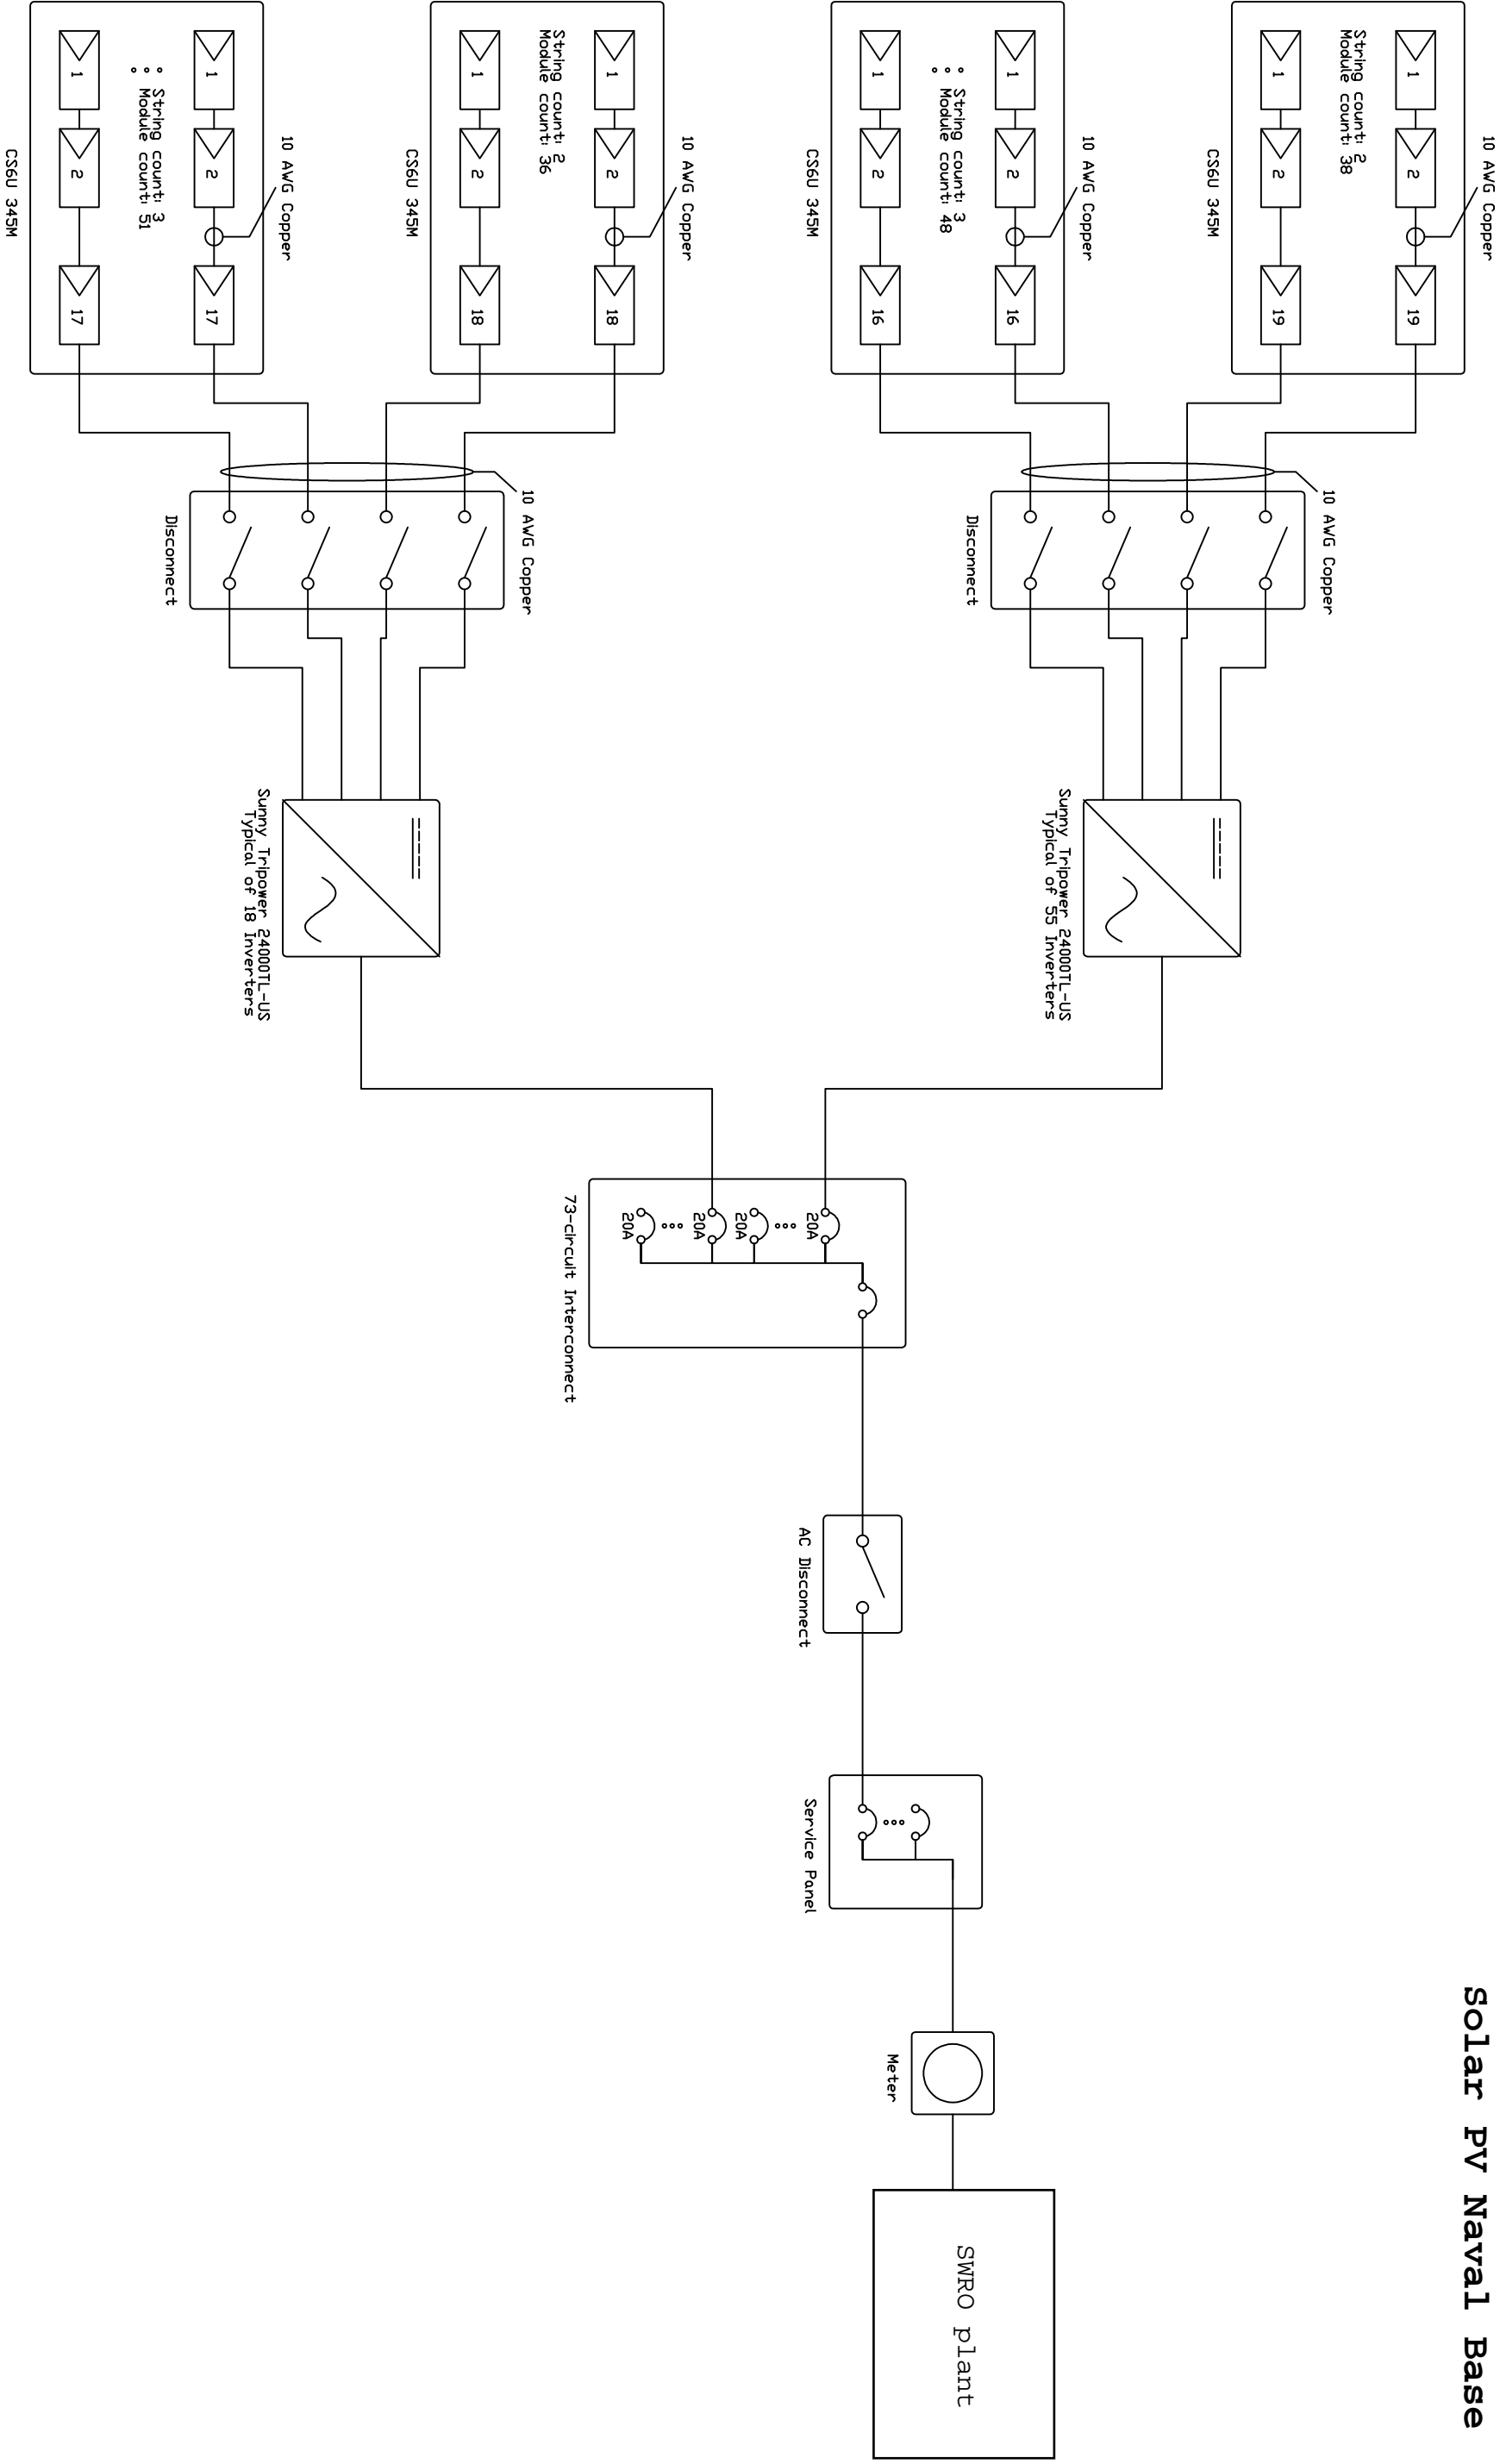 Solar PV Naval Base
10 AWG Copper
1
2
19
String count: 2
Module count: 38
1
2
19
CS6U 345M
10 AWG Copper
1
2
16
String count: 3
Module count: 48
1
2
16
CS6U 345M
10 AWG Copper
Disconnect
Sunny Tripower 24000TL-US
Typical of 55 Inverters
10 AWG Copper
1
2
18
String count: 2
Module count: 36
1
2
18
CS6U 345M
10 AWG Copper
1
2
17
String count: 3
Module count: 51
1
2
17
CS6U 345M
10 AWG Copper
Disconnect
Sunny Tripower 24000TL-US
Typical of 18 Inverters
20A
20A
20A
20A
73-circuit Interconnect
AC Disconnect
Service Panel
Meter
SWRO plant